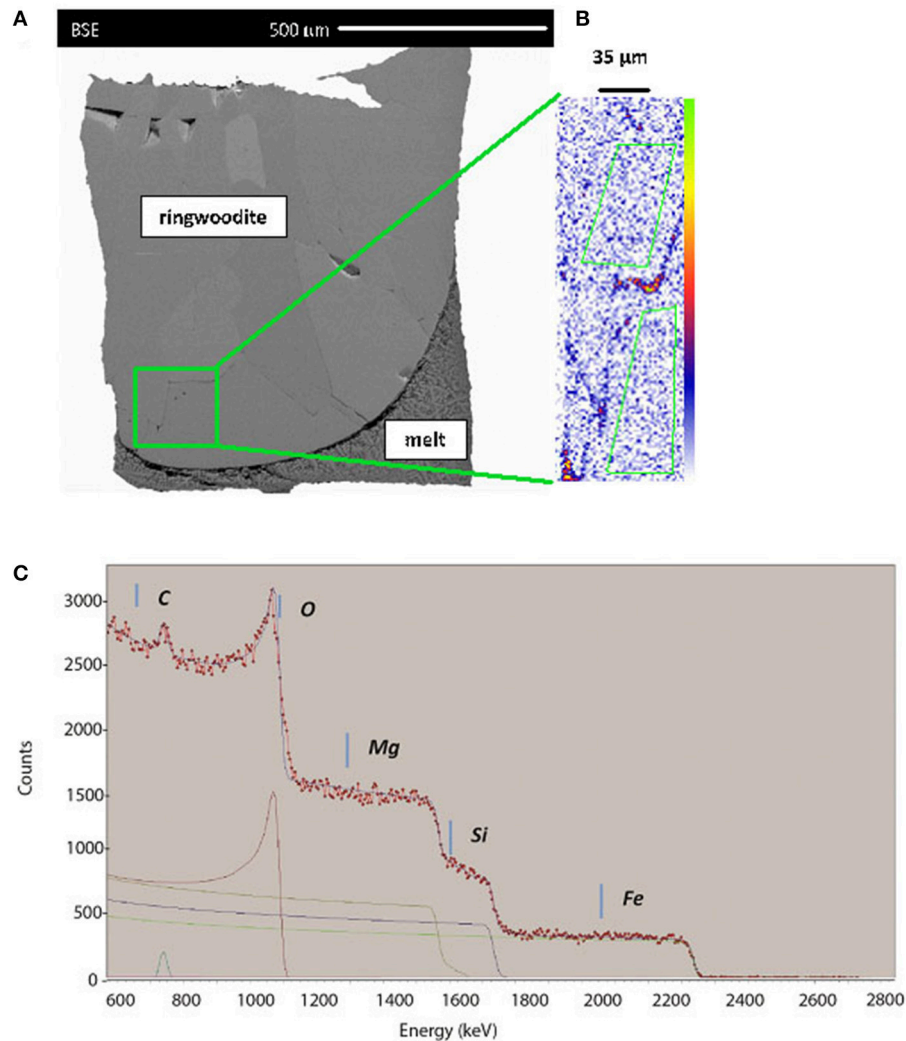 A
BSE 500 μm
B
35 μm
ringwoodite
melt
C
3000
2500
2000
1500
1000
500
0
Counts
C
O
Mg
Si
Fe
600 800 1000 1200 1400 1600 1800 2000 2200 2400 2600 2800
Energy (keV)